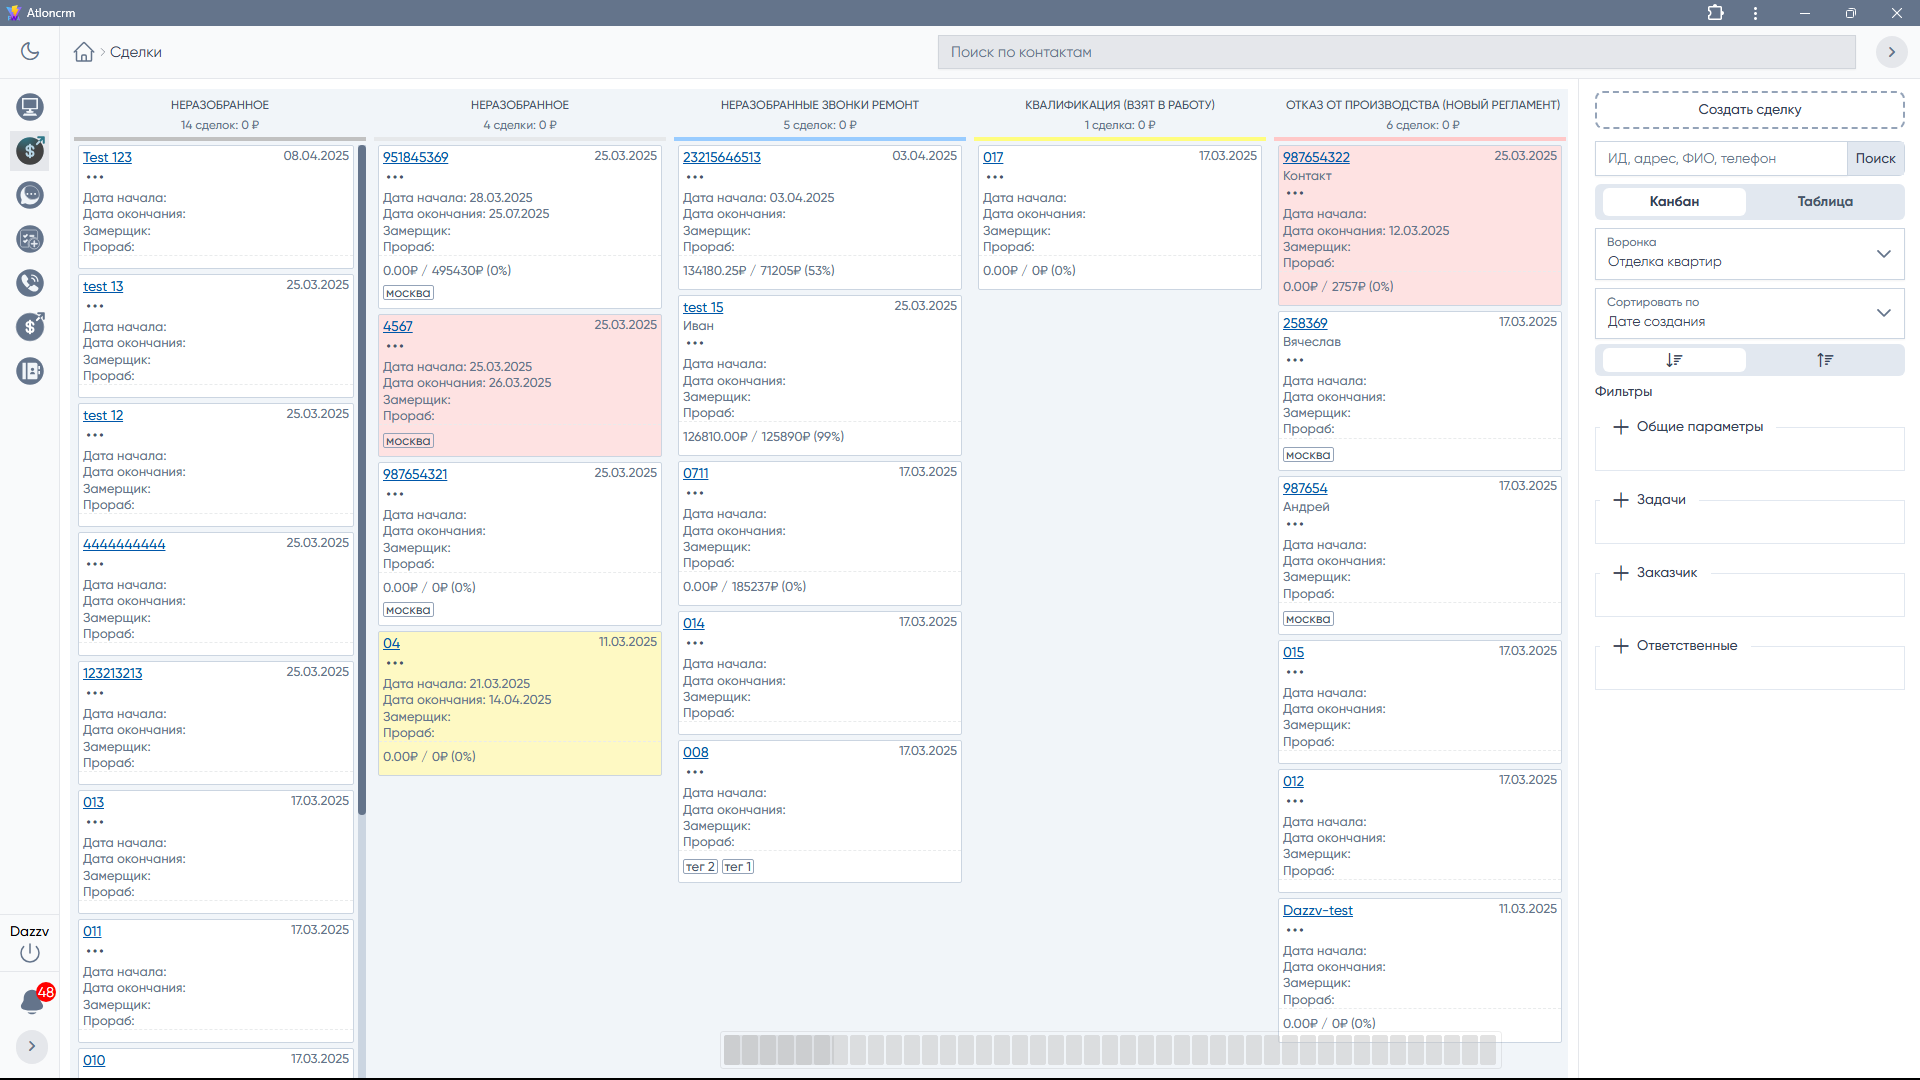 Atloncrm
Сделки
Поиск по контактам
НЕРАЗОБРАННОЕ
14 сделок: 0 ₽
Test 123
08.04.2025
Дата начала:
Дата окончания:
Замерщик:
Прораб:
test 13
25.03.2025
Дата начала:
Дата окончания:
Замерщик:
Прораб:
test 12
25.03.2025
Дата начала:
Дата окончания:
Замерщик:
Прораб:
4444444444
25.03.2025
Дата начала:
Дата окончания:
Замерщик:
Прораб:
123213213
25.03.2025
Дата начала:
Дата окончания:
Замерщик:
Прораб:
013
17.03.2025
Дата начала:
Дата окончания:
Замерщик:
Прораб:
011
17.03.2025
Дата начала:
Дата окончания:
Замерщик:
Прораб:
010
17.03.2025
НЕРАЗОБРАННОЕ
4 сделки: 0 ₽
951845369
25.03.2025
Дата начала: 28.03.2025
Дата окончания: 25.07.2025
Замерщик:
Прораб:
0.00₽ / 495430₽ (0%)
москва
4567
25.03.2025
Дата начала: 25.03.2025
Дата окончания: 26.03.2025
Замерщик:
Прораб:
москва
987654321
25.03.2025
Дата начала:
Дата окончания:
Замерщик:
Прораб:
0.00₽ / 0₽ (0%)
москва
04
11.03.2025
Дата начала: 21.03.2025
Дата окончания: 14.04.2025
Замерщик:
Прораб:
0.00₽ / 0₽ (0%)
НЕРАЗОБРАННЫЕ ЗВОНКИ РЕМОНТ
5 сделок: 0 ₽
23215646513
03.04.2025
Дата начала: 03.04.2025
Дата окончания:
Замерщик:
Прораб:
134180.25₽ / 71205₽ (53%)
test 15
25.03.2025
Иван
Дата начала:
Дата окончания:
Замерщик:
Прораб:
126810.00₽ / 125890₽ (99%)
0711
17.03.2025
Дата начала:
Дата окончания:
Замерщик:
Прораб:
0.00₽ / 185237₽ (0%)
014
17.03.2025
Дата начала:
Дата окончания:
Замерщик:
Прораб:
008
17.03.2025
Дата начала:
Дата окончания:
Замерщик:
Прораб:
тег 2 тег 1
КВАЛИФИКАЦИЯ (ВЗЯТ В РАБОТУ)
1 сделка: 0 ₽
017
17.03.2025
Дата начала:
Дата окончания:
Замерщик:
Прораб:
0.00₽ / 0₽ (0%)
ОТКАЗ ОТ ПРОИЗВОДСТВА (НОВЫЙ РЕГЛАМЕНТ)
6 сделок: 0 ₽
987654322
25.03.2025
Контакт
Дата начала:
Дата окончания: 12.03.2025
Замерщик:
Прораб:
0.00₽ / 2757₽ (0%)
258369
17.03.2025
Вячеслав
Дата начала:
Дата окончания:
Замерщик:
Прораб:
москва
987654
17.03.2025
Андрей
Дата начала:
Дата окончания:
Замерщик:
Прораб:
москва
015
17.03.2025
Дата начала:
Дата окончания:
Замерщик:
Прораб:
012
17.03.2025
Дата начала:
Дата окончания:
Замерщик:
Прораб:
Dazzv-test
11.03.2025
Дата начала:
Дата окончания:
Замерщик:
Прораб:
0.00₽ / 0₽ (0%)
Создать сделку
ИД, адрес, ФИО, телефон
Поиск
Канбан
Таблица
Воронка
Отделка квартир
Сортировать по
Дате создания
Фильтры
Общие параметры
Задачи
Заказчик
Ответственные
Dazzv
48